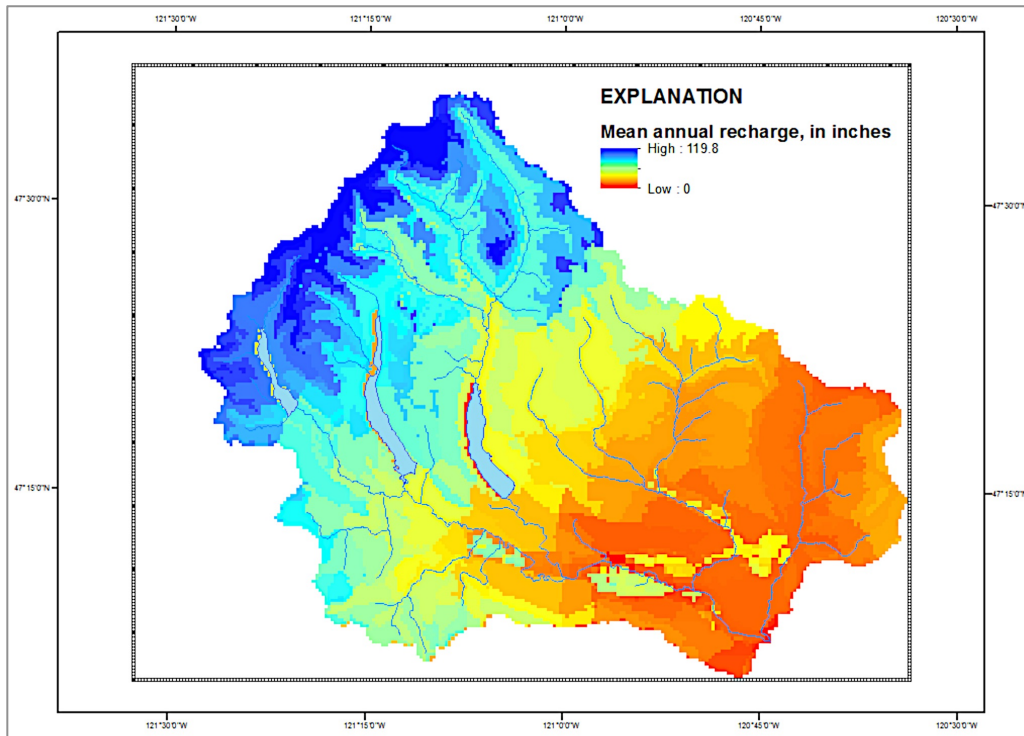 121°30'0"W 121°15'0"W 121°0'0"W 120°45'0"W 120°30'0"W
EXPLANATION
Mean annual recharge, in inches
High : 119.8
Low : 0
47°30'0"N 47°30'0"N
47°15'0"N 47°15'0"N
121°30'0"W 121°15'0"W 121°0'0"W 120°45'0"W 120°30'0"W